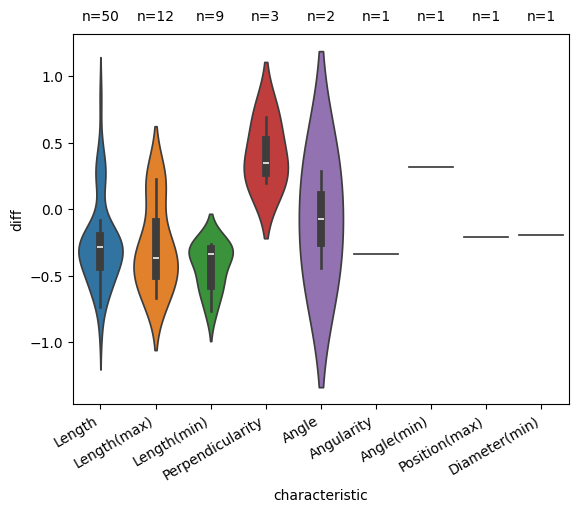 n=50 n=12 n=9 n=3 n=2 n=1 n=1 n=1 n=1
1.0
0.5
0.0
−0.5
−1.0
diff
Length Length(max) Length(min) Perpendicularity Angle Angularity Angle(min) Position(max) Diameter(min)
characteristic